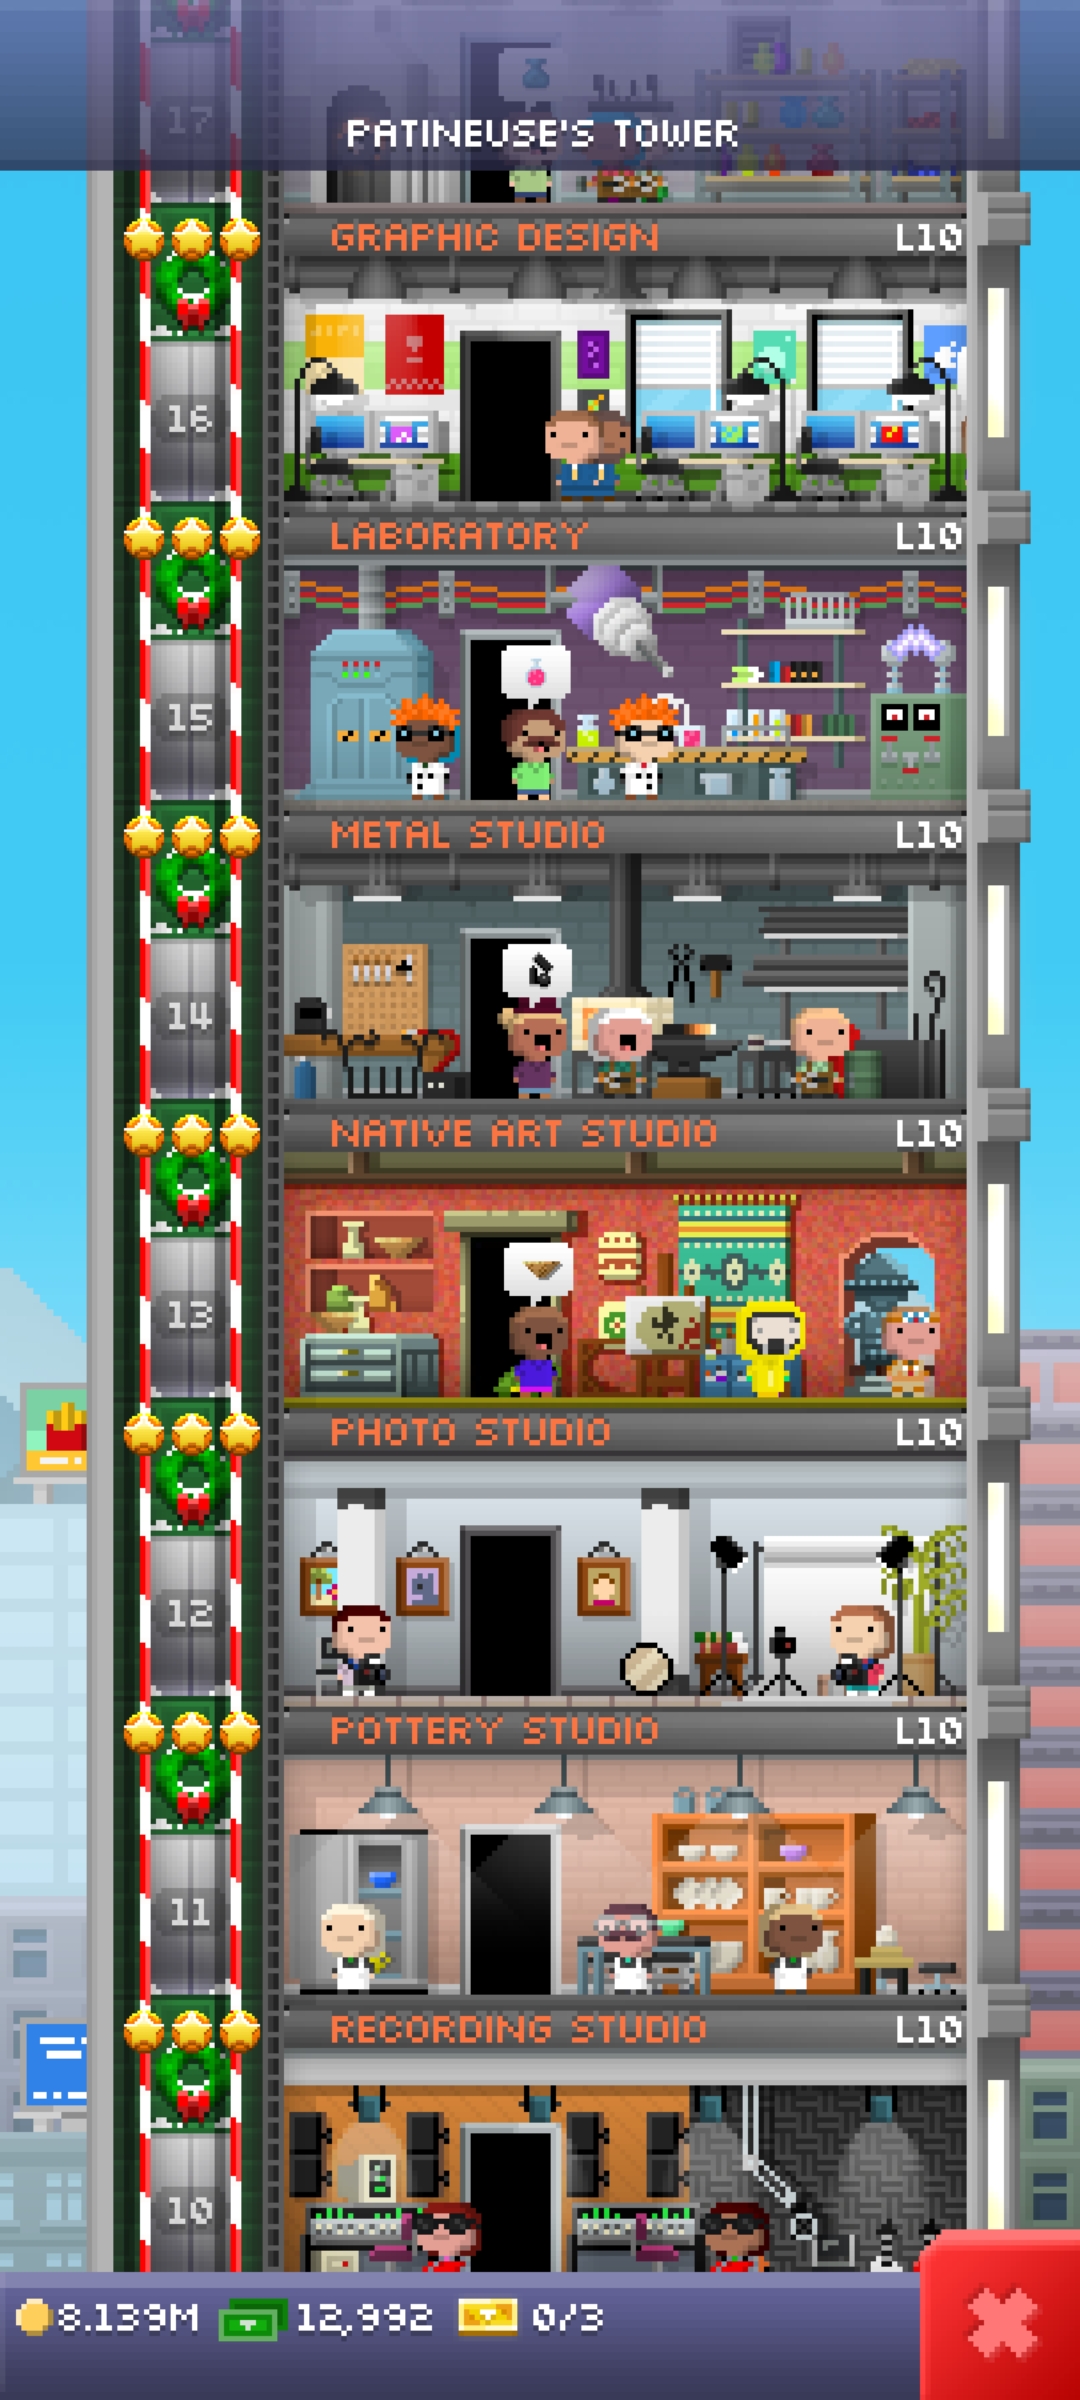 17
PATINEUSE'S TOWER
GRAPHIC DESIGN L10
16
LABORATORY L10
15
METAL STUDIO L10
14
NATIVE ART STUDIO L10
13
PHOTO STUDIO L10
12
POTTERY STUDIO L10
11
RECORDING STUDIO L10
10
8.139M 12,992 0/3